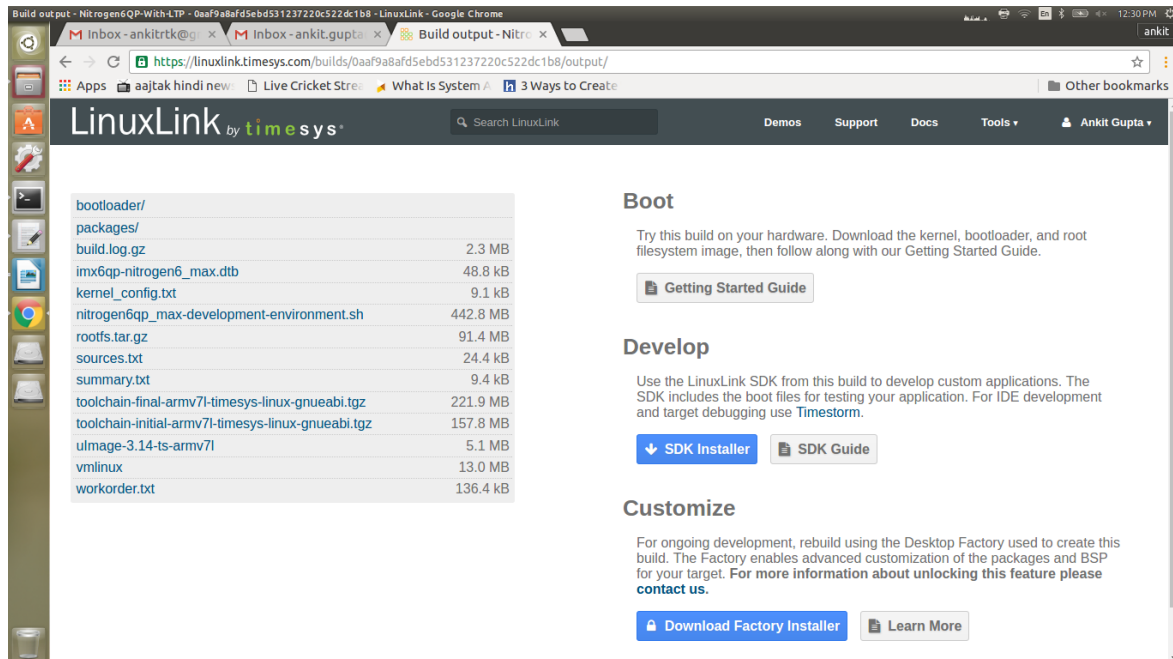 Build output - Nitrogen6QP-With-LTP - 0aaf9a8afd5ebd531237220c522dc1b8 - LinuxLink - Google Chrome
En 12:30 PM
M Inbox - ankitrtk@g
M Inbox - ankit.gupta
Build output - Nitro
ankit
https://linuxlink.timesys.com/builds/0aaf9a8afd5ebd531237220c522dc1b8/output/
Apps aajtak hindi new Live Cricket Strea What Is System A 3 Ways to Create Other bookmarks
LinuxLink by timesys
Search LinuxLink
Demos Support Docs Tools Ankit Gupta
bootloader/
packages/
build.log.gz 2.3 MB
imx6qp-nitrogen6_max.dtb 48.8 kB
kernel_config.txt 9.1 kB
nitrogen6qp_max-development-environment.sh 442.8 MB
rootfs.tar.gz 91.4 MB
sources.txt 24.4 kB
summary.txt 9.4 kB
toolchain-final-armv7l-timesys-linux-gnueabi.tgz 221.9 MB
toolchain-initial-armv7l-timesys-linux-gnueabi.tgz 157.8 MB
uImage-3.14-ts-armv7l 5.1 MB
vmlinux 13.0 MB
workorder.txt 136.4 kB
Boot
Try this build on your hardware. Download the kernel, bootloader, and root
filesystem image, then follow along with our Getting Started Guide.
Getting Started Guide
Develop
Use the LinuxLink SDK from this build to develop custom applications. The
SDK includes the boot files for testing your application. For IDE development
and target debugging use Timestorm.
SDK Installer SDK Guide
Customize
For ongoing development, rebuild using the Desktop Factory used to create this
build. The Factory enables advanced customization of the packages and BSP
for your target. For more information about unlocking this feature please
contact us.
Download Factory Installer Learn More